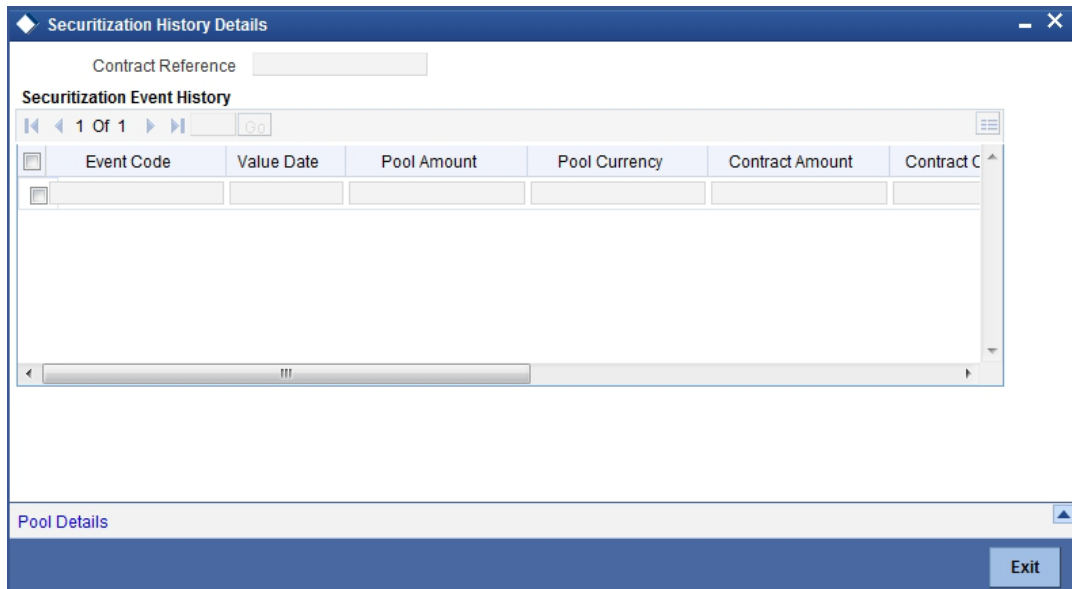 Securitization History Details
Contract Reference
Securitization Event History
1 Of 1 Go
Event Code Value Date Pool Amount Pool Currency Contract Amount Contract C
Pool Details
Exit